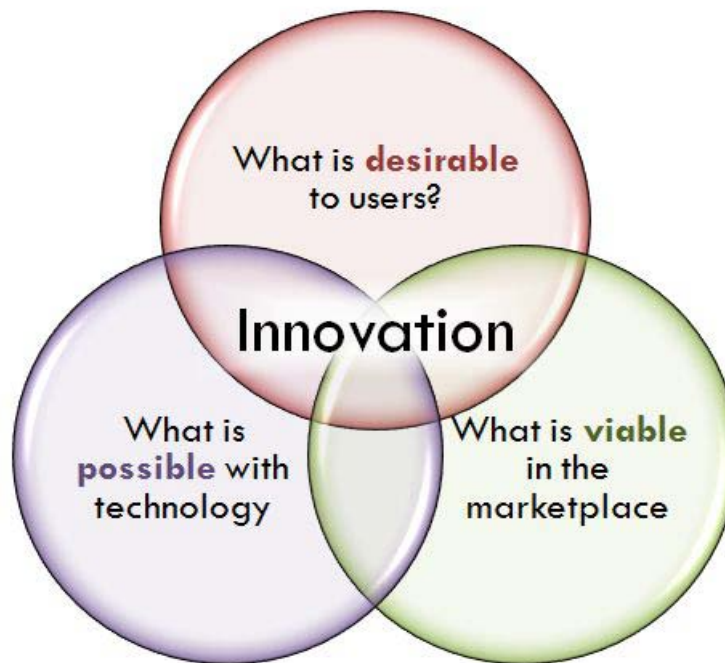 What is desirable
to users?
Innovation
What is
possible with
technology
What is viable
in the
marketplace